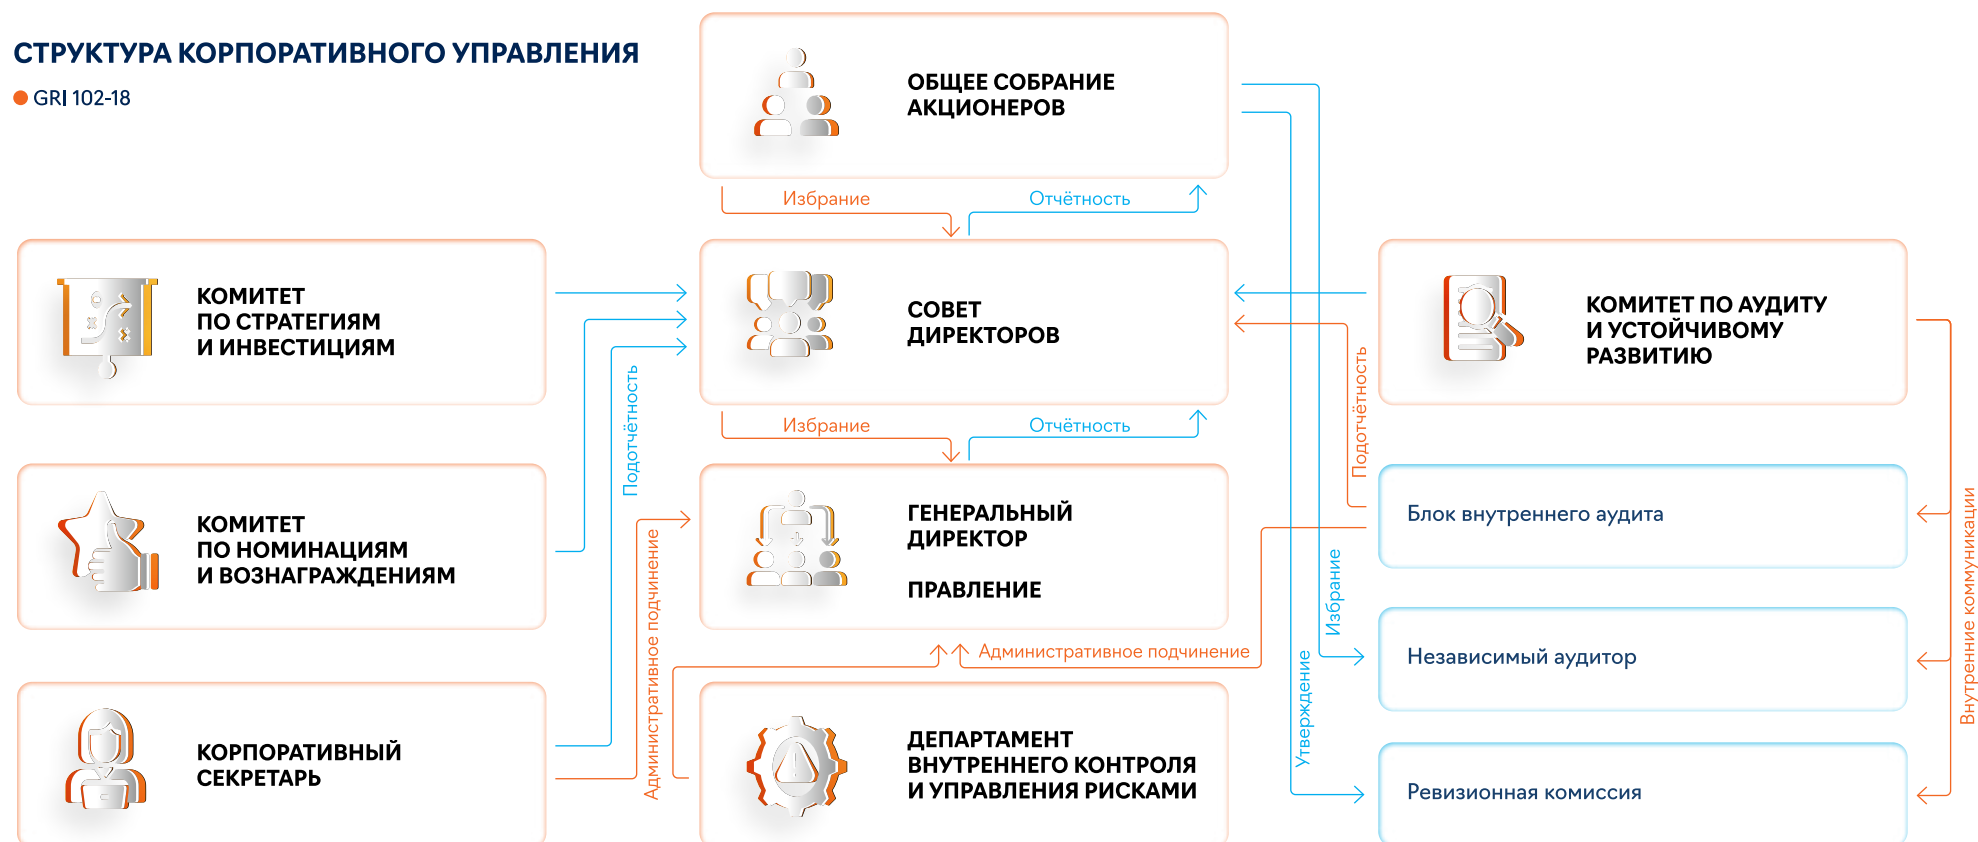 СТРУКТУРА КОРПОРАТИВНОГО УПРАВЛЕНИЯ
GRI 102-18
ОБЩЕЕ СОБРАНИЕ
АКЦИОНЕРОВ
Избрание
Отчётность
КОМИТЕТ
ПО СТРАТЕГИЯМ
И ИНВЕСТИЦИЯМ
СОВЕТ
ДИРЕКТОРОВ
КОМИТЕТ ПО АУДИТУ
И УСТОЙЧИВОМУ
РАЗВИТИЮ
Подотчётность
Избрание
Отчётность
Подотчётность
КОМИТЕТ
ПО НОМИНАЦИЯМ
И ВОЗНАГРАЖДЕНИЯМ
ГЕНЕРАЛЬНЫЙ
ДИРЕКТОР
ПРАВЛЕНИЕ
Блок внутреннего аудита
Административное подчинение
Административное подчинение
Избрание
Утверждение
Независимый аудитор
Внутренние коммуникации
КОРПОРАТИВНЫЙ
СЕКРЕТАРЬ
ДЕПАРТАМЕНТ
ВНУТРЕННЕГО КОНТРОЛЯ
И УПРАВЛЕНИЯ РИСКАМИ
Ревизионная комиссия